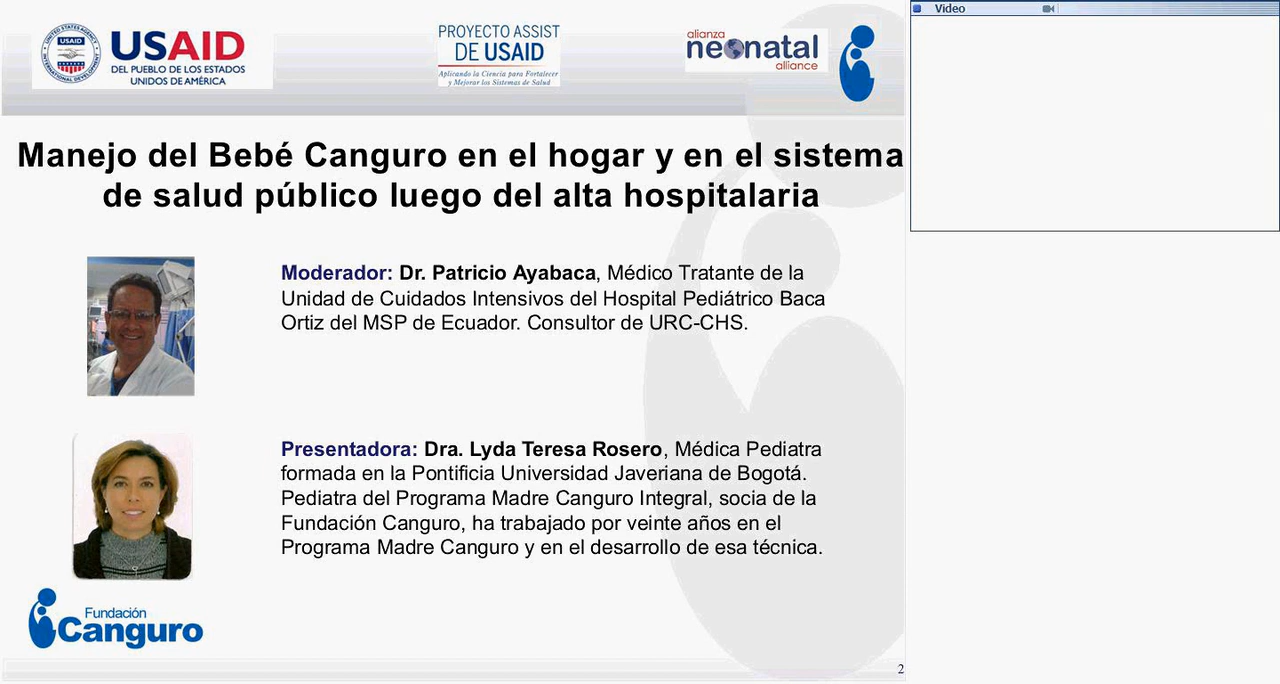 USAID
DEL PUEBLO DE LOS ESTADOS
UNIDOS DE AMÉRICA
PROYECTO ASSIST
DE USAID
Aplicando la Ciencia para Fortalecer
y Mejorar los Sistemas de Salud
alianza
neonatal
alliance
Video
Manejo del Bebé Canguro en el hogar y en el sistema
de salud público luego del alta hospitalaria
Moderador: Dr. Patricio Ayabaca, Médico Tratante de la
Unidad de Cuidados Intensivos del Hospital Pediátrico Baca
Ortiz del MSP de Ecuador. Consultor de URC-CHS.
Presentadora: Dra. Lyda Teresa Rosero, Médica Pediatra
formada en la Pontificia Universidad Javeriana de Bogotá.
Pediatra del Programa Madre Canguro Integral, socia de la
Fundación Canguro, ha trabajado por veinte años en el
Programa Madre Canguro y en el desarrollo de esa técnica.
Fundación
Canguro
2